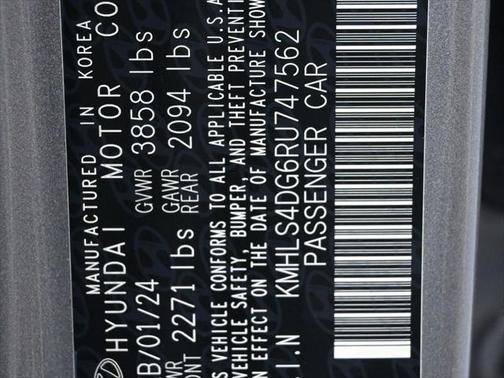 MANUFACTURED IN KOREA
HYUNDAI MOTOR CO
B/01/24 GVWR 3858 lbs
GAWR
REAR 2094 lbs
WR
ONT 2271 lbs
S VEHICLE CONFORMS TO ALL APPLICABLE U.S.A
VEHICLE SAFETY, BUMPER, AND THEFT PREVENTI
N EFFECT ON THE DATE OF MANUFACTURE SHOW
.I.N KMHLS4DG6RU747562
PASSENGER CAR